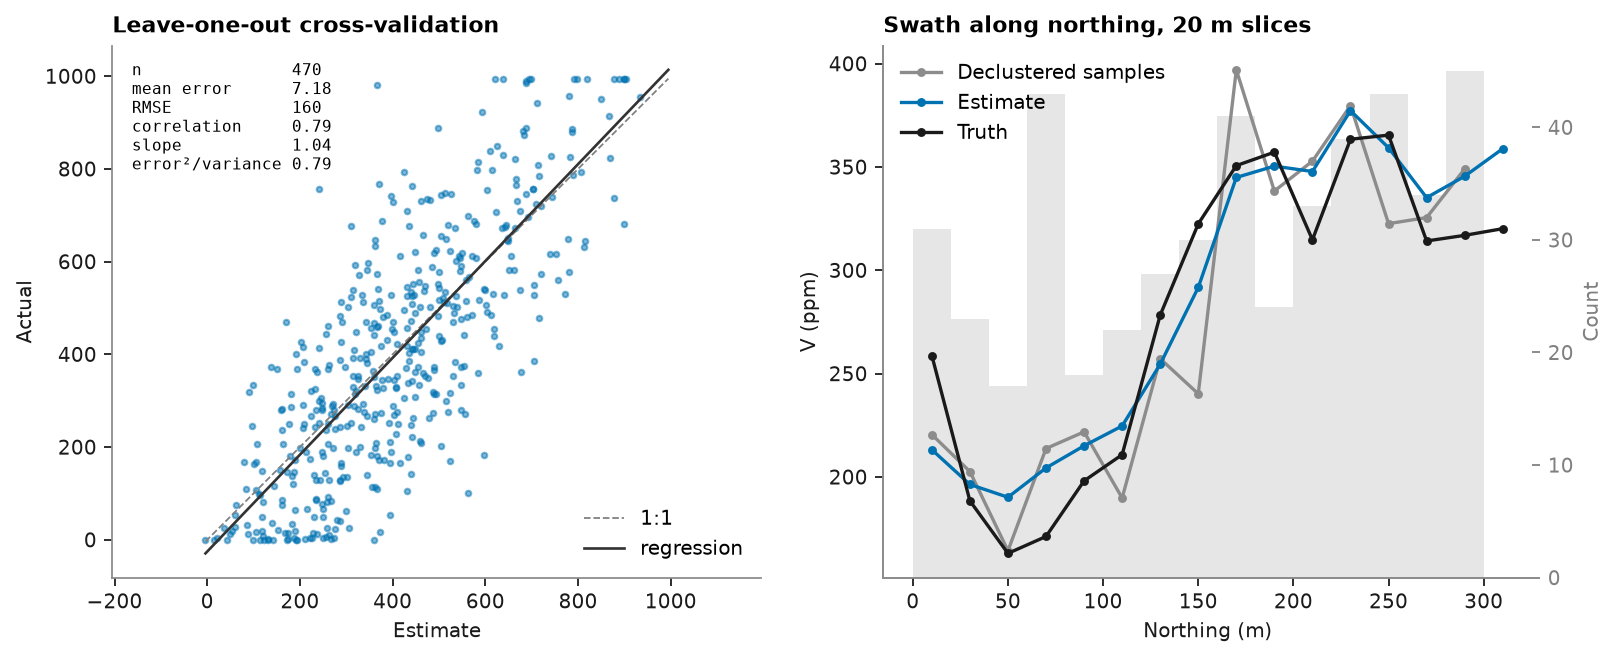 Leave-one-out cross-validation
n 470
mean error 7.18
RMSE 160
correlation 0.79
slope 1.04
error²/variance 0.79
1000
800
600
400
200
0
Actual
1:1
regression
−200 0 200 400 600 800 1000
Estimate
Swath along northing, 20 m slices
Declustered samples
Estimate
Truth
400
350
300
250
200
V (ppm)
40
30
20
10
0
Count
0 50 100 150 200 250 300
Northing (m)